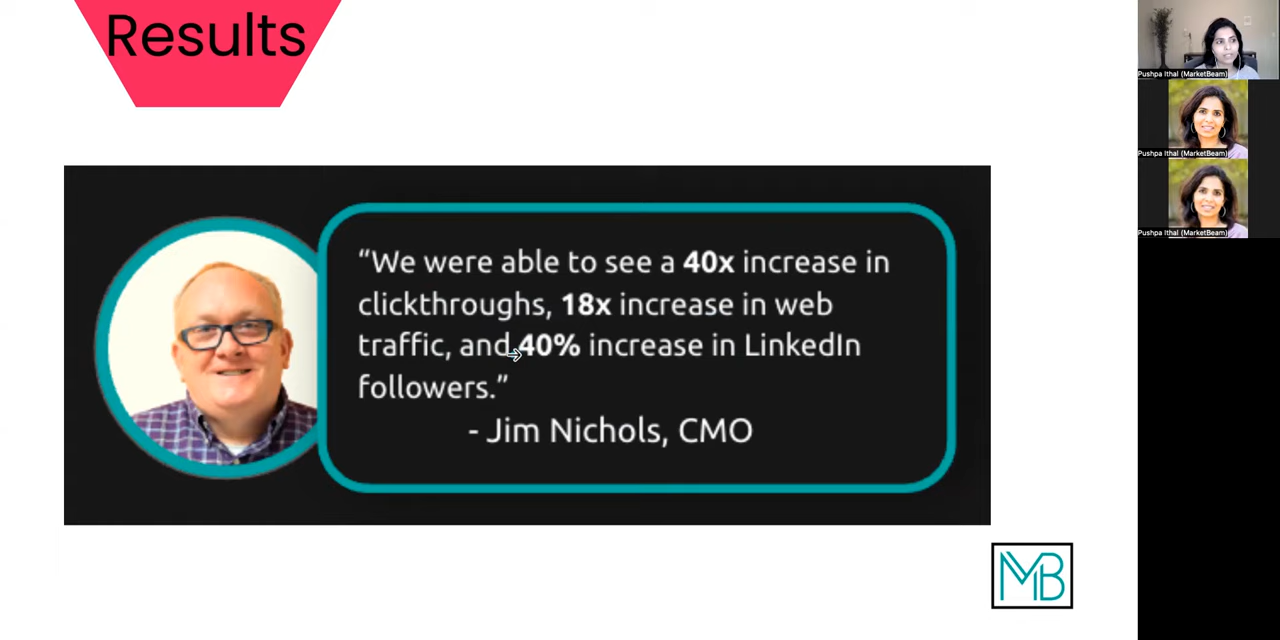 Results
“We were able to see a 40x increase in
clickthroughs, 18x increase in web
traffic, and 40% increase in LinkedIn
followers.”
- Jim Nichols, CMO
MB
Pushpa Ithal (MarketBeam)
Pushpa Ithal (MarketBeam)
Pushpa Ithal (MarketBeam)